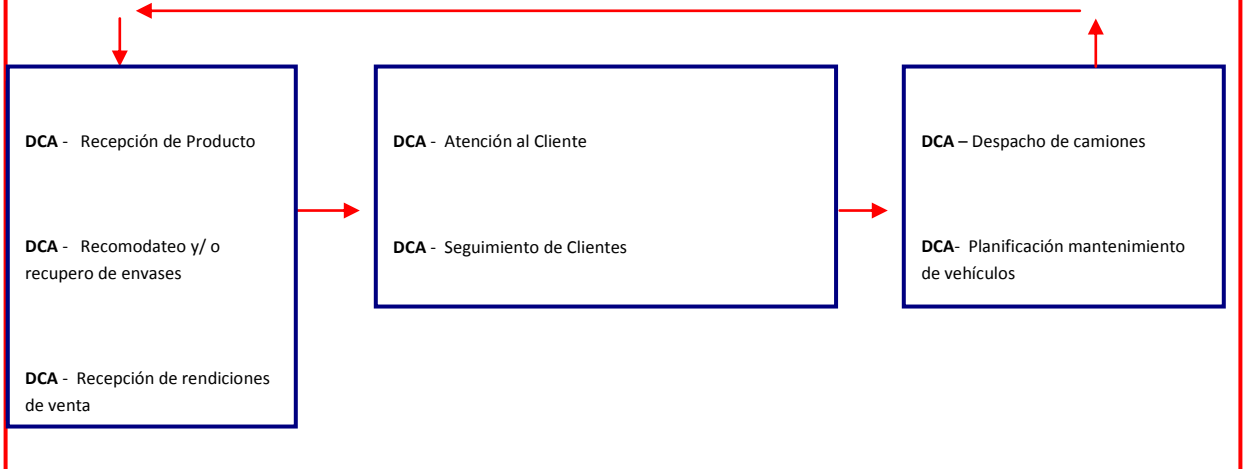 DCA - Recepción de Producto
DCA - Recomodateo y/ o
recupero de envases
DCA - Recepción de rendiciones
de venta
DCA - Atención al Cliente
DCA - Seguimiento de Clientes
DCA – Despacho de camiones
DCA- Planificación mantenimiento
de vehículos